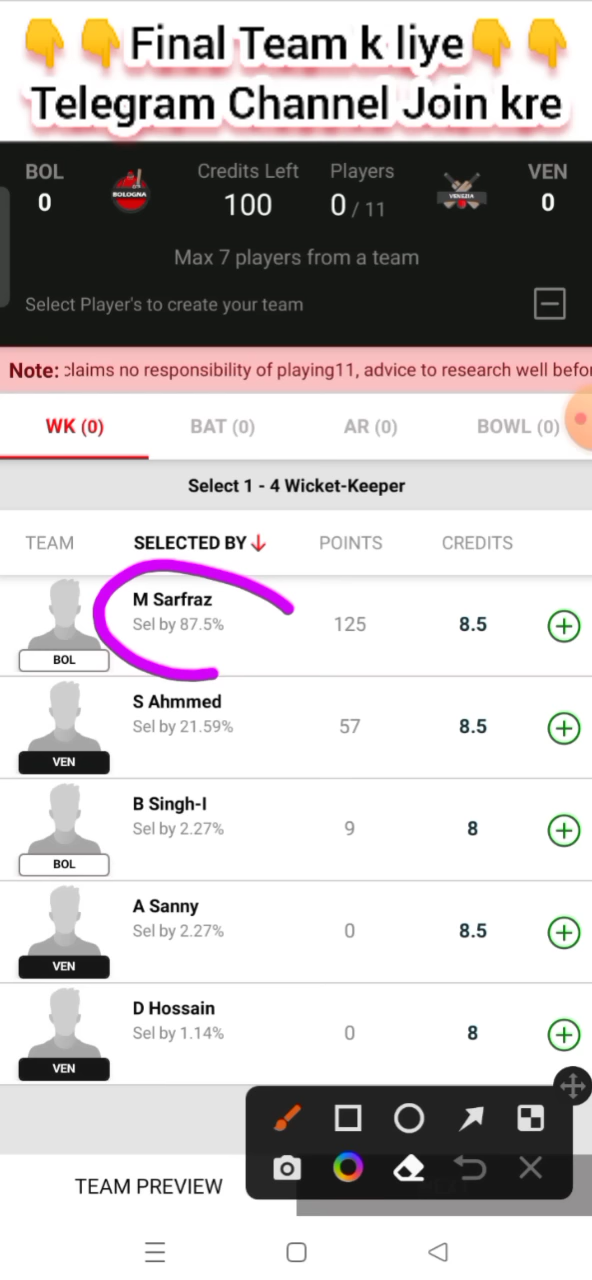 👇👇Final Team k liye👇👇
Telegram Channel Join kre
BOL Credits Left Players VEN
0 BOLOGNA 100 0 / 11 VENEZIA 0
Max 7 players from a team
Select Player's to create your team
Note: claims no responsibility of playing11, advice to research well befor
WK (0) BAT (0) AR (0) BOWL (0)
Select 1 - 4 Wicket-Keeper
TEAM SELECTED BY POINTS CREDITS
M Sarfraz
Sel by 87.5% 125 8.5
BOL
S Ahmmed
Sel by 21.59% 57 8.5
VEN
B Singh-I
Sel by 2.27% 9 8
BOL
A Sanny
Sel by 2.27% 0 8.5
VEN
D Hossain
Sel by 1.14% 0 8
VEN
TEAM PREVIEW